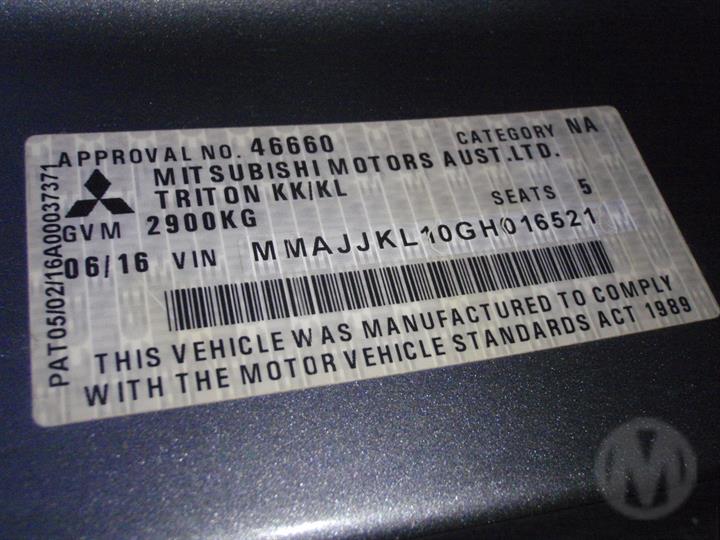 APPROVAL NO. 46660 CATEGORY NA
MITSUBISHI MOTORS AUST.LTD.
TRITON KK/KL SEATS 5
GVM 2900KG
06/16 VIN MMAJJKL10GH016521
THIS VEHICLE WAS MANUFACTURED TO COMPLY
WITH THE MOTOR VEHICLE STANDARDS ACT 1989
PAT05/02/16A00037371
M